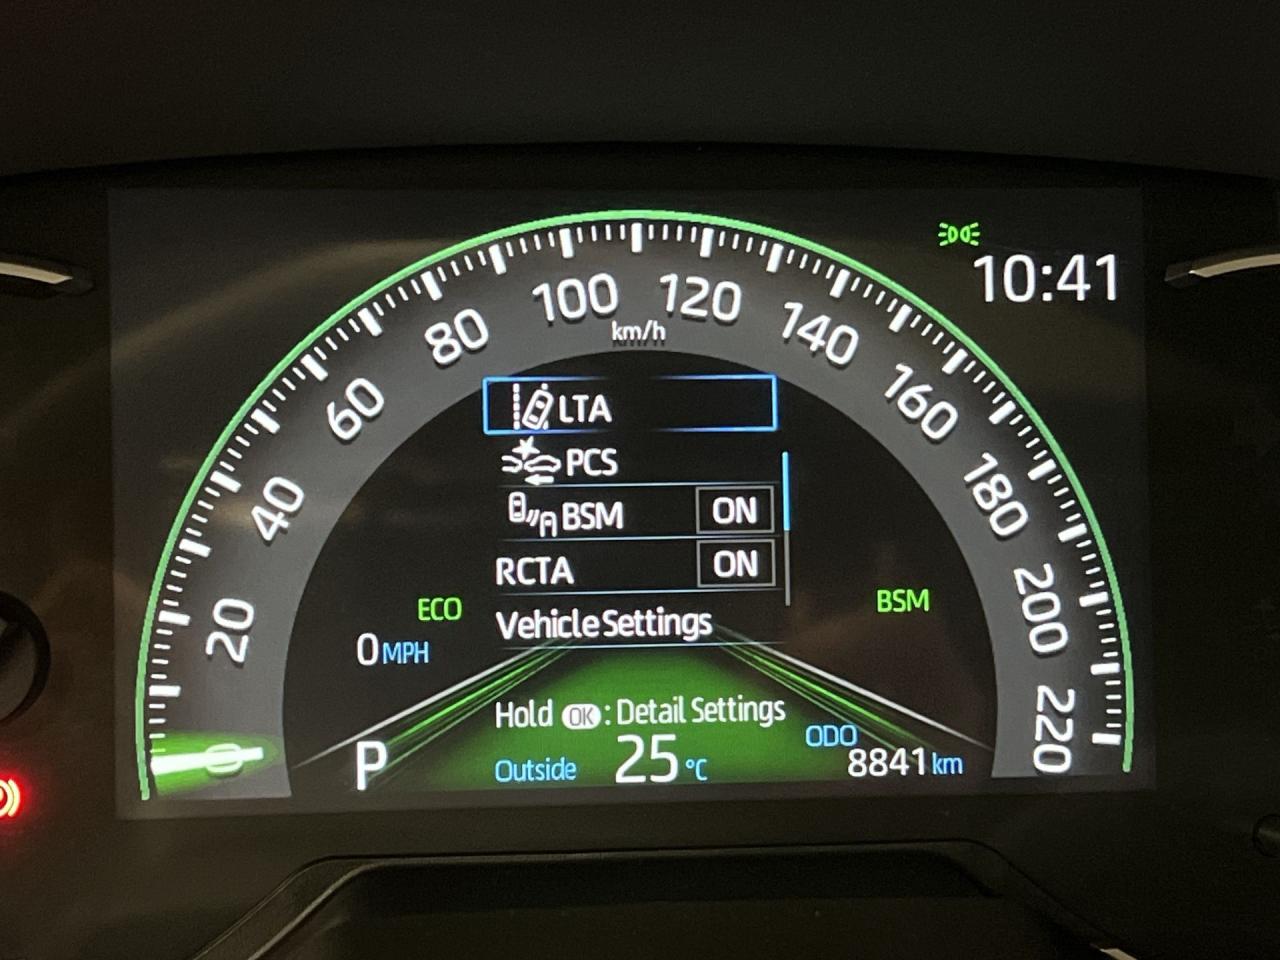 10:41
100 120
80 140
km/h
60 160
LTA
PCS
40 180
BSM ON
RCTA ON
20 200
ECO BSM
Vehicle Settings
0 MPH
220
Hold OK : Detail Settings
0
P
Outside 25 °C
ODO
8841 km